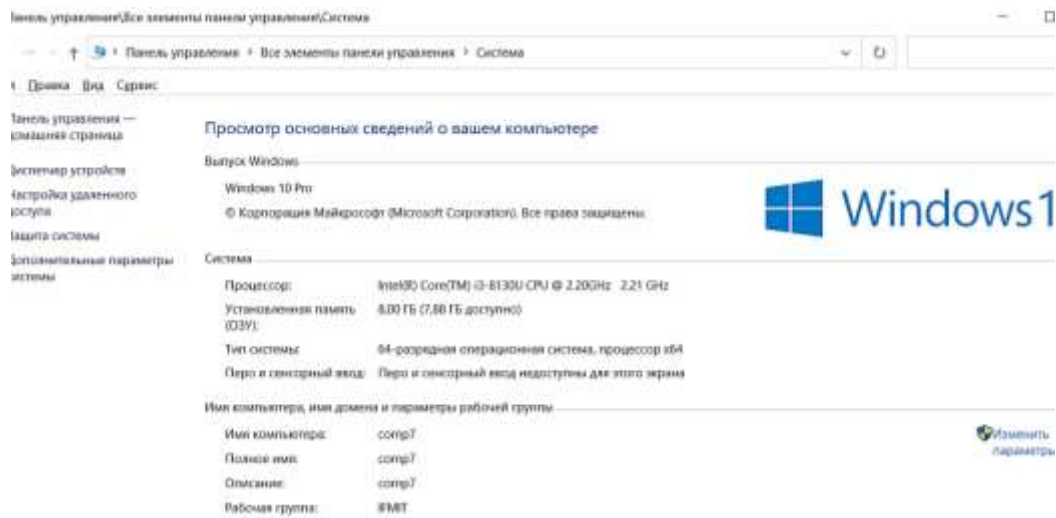 Панель управления\Все элементы панели управления\Система
Панель управления › Все элементы панели управления › Система
Правка Вид Сервис
Панель управления —
домашняя страница
Диспетчер устройств
Настройка удаленного
доступа
Защита системы
Дополнительные параметры
системы
Просмотр основных сведений о вашем компьютере
Выпуск Windows
Windows 10 Pro
© Корпорация Майкрософт (Microsoft Corporation). Все права защищены.
Windows 1
Система
Процессор: Intel(R) Core(TM) i3-8130U CPU @ 2.20GHz 2.21 GHz
Установленная память 8,00 ГБ (7,88 ГБ доступно)
(ОЗУ):
Тип системы: 64-разрядная операционная система, процессор x64
Перо и сенсорный ввод: Перо и сенсорный ввод недоступны для этого экрана
Имя компьютера, имя домена и параметры рабочей группы
Имя компьютера: comp7
Изменить
параметры
Полное имя: comp7
Описание: comp7
Рабочая группа: IFMIT